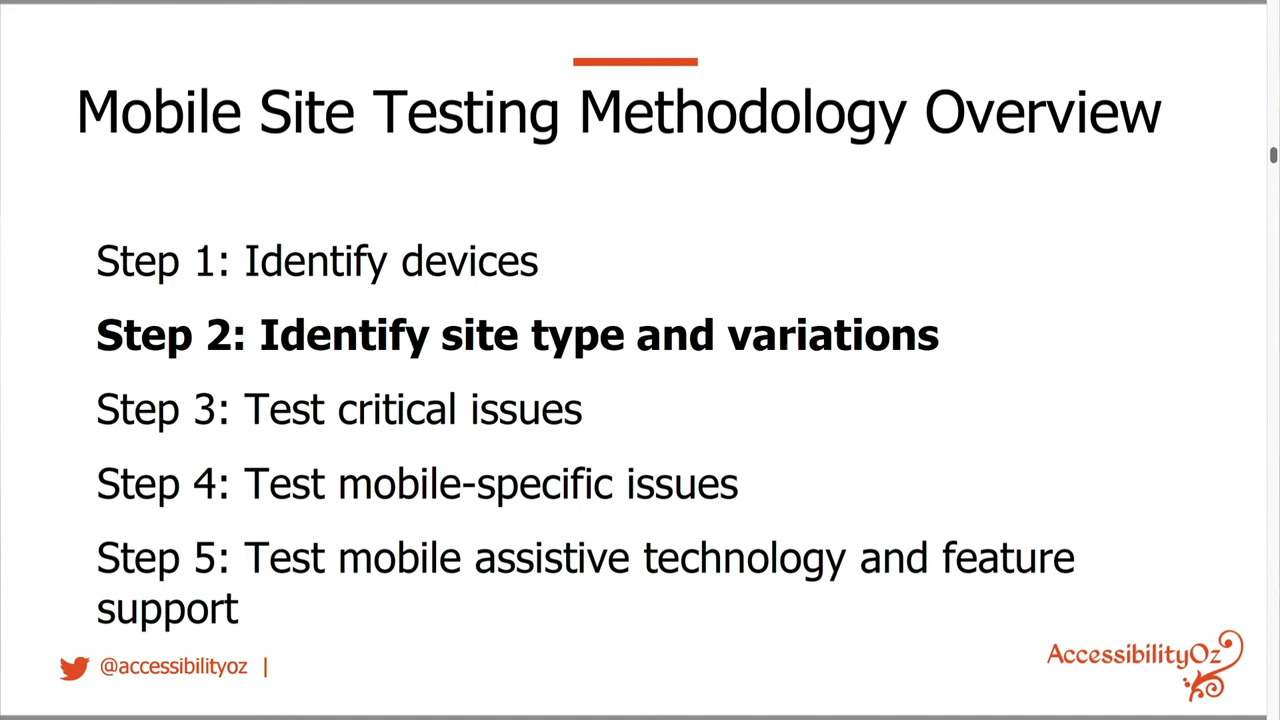 Mobile Site Testing Methodology Overview
Step 1: Identify devices
Step 2: Identify site type and variations
Step 3: Test critical issues
Step 4: Test mobile-specific issues
Step 5: Test mobile assistive technology and feature
support
@accessibilityoz |
AccessibilityOz